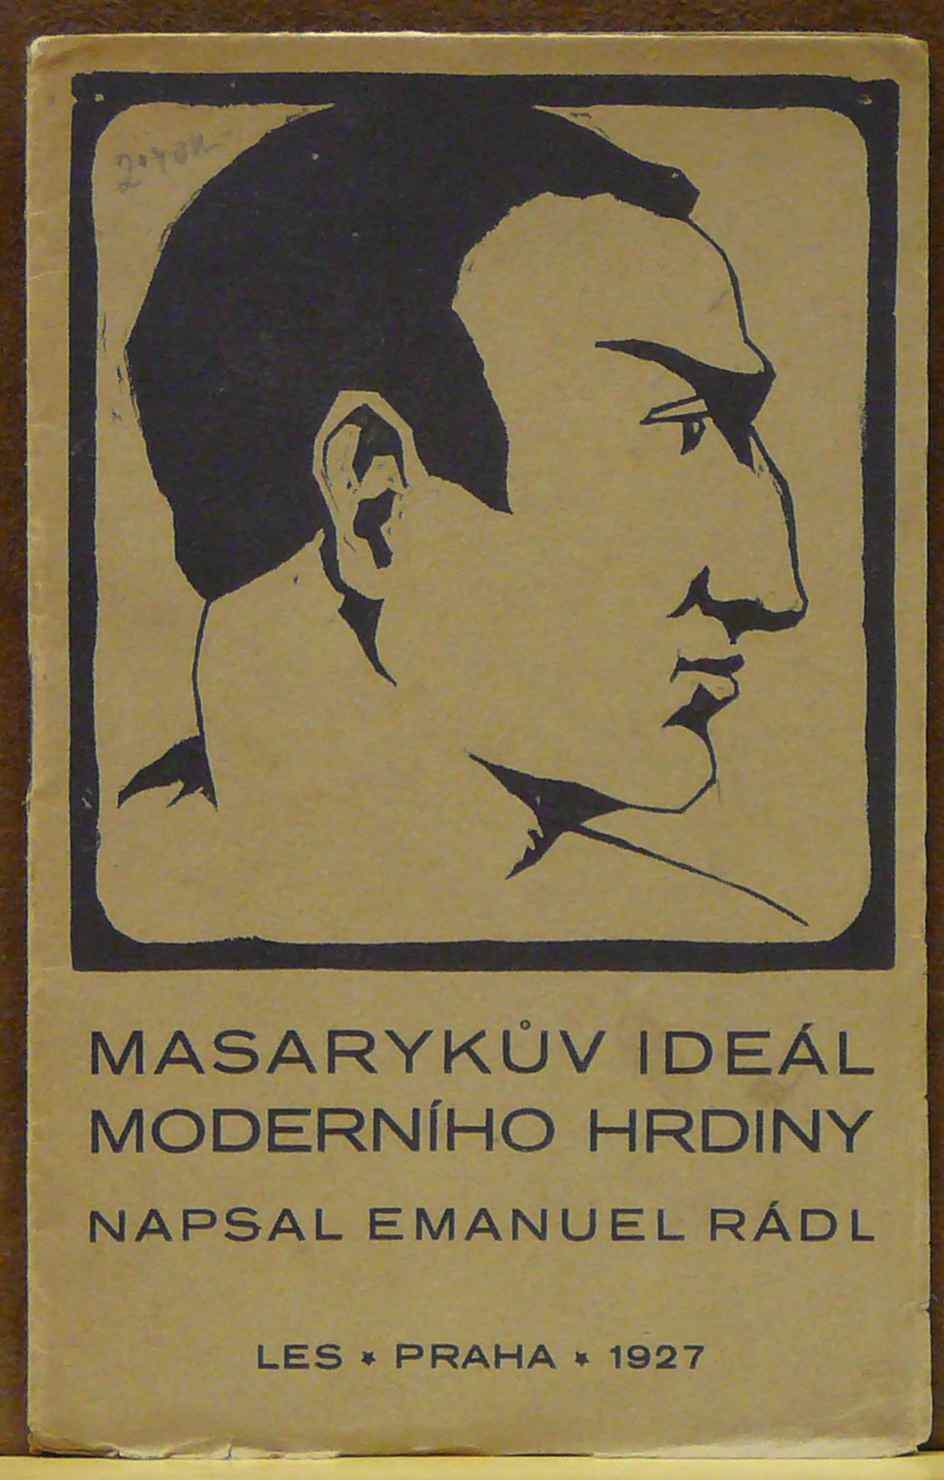 MASARYKŮV IDEÁL
MODERNÍHO HRDINY
NAPSAL EMANUEL RÁDL
LES ★ PRAHA ★ 1927